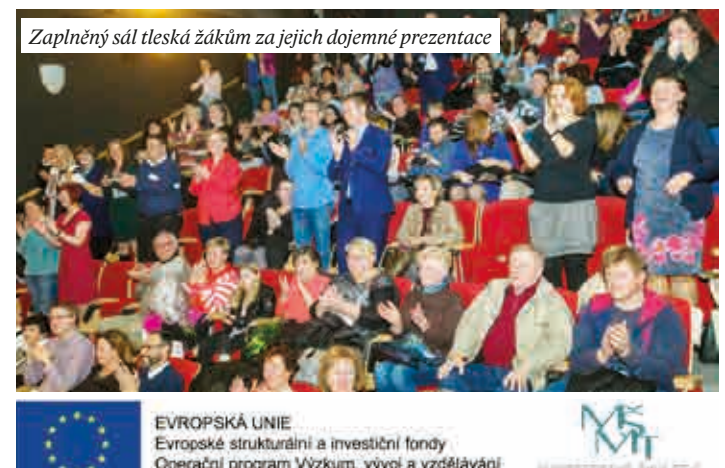 Zaplněný sál tleská žákům za jejich dojemné prezentace
EVROPSKÁ UNIE
Evropské strukturální a investiční fondy
Operační program Výzkum, vývoj a vzdělávání
MŠMT